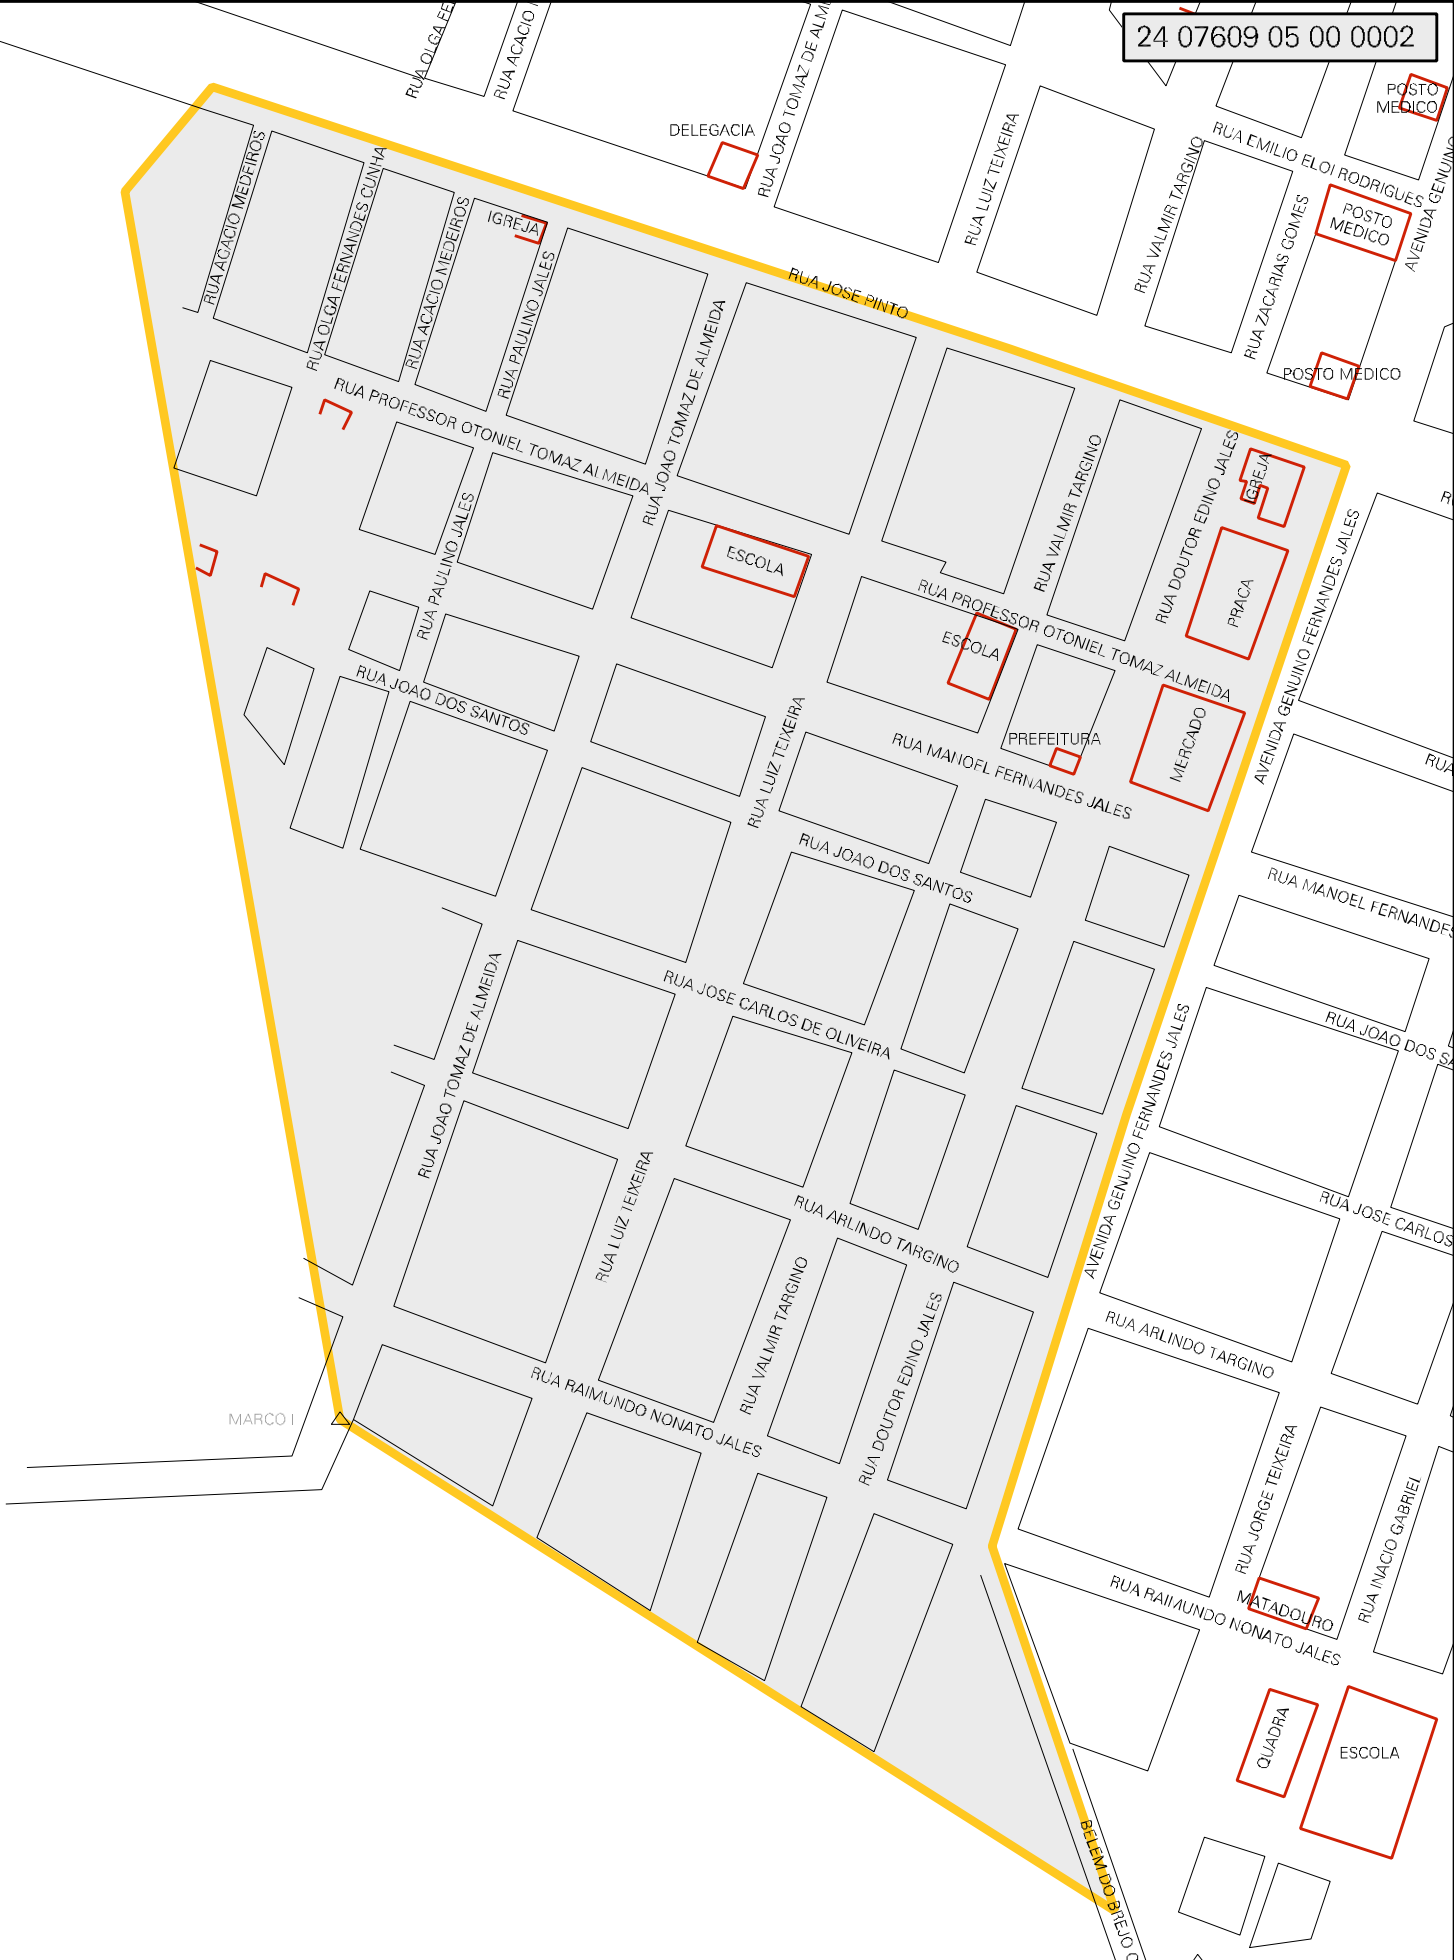 24 07609 05 00 0002
RUA OLGA FE
RUA ACACIO
RUA JOAO TOMAZ DE ALM
DELEGACIA
POSTO
MEDICO
RUA EMILIO ELOI RODRIGUES
RUA LUIZ TEIXEIRA
RUA VALMIR TARGINO
RUA ZACARIAS GOMES
POSTO
MEDICO
AVENIDA GENUINO
POSTO MEDICO
RUA ACACIO MEDEIROS
RUA OLGA FERNANDES CUNHA
RUA ACACIO MEDEIROS
IGREJA
RUA PAULINO JALES
RUA JOSE PINTO
RUA JOAO TOMAZ DE ALMEIDA
RUA PROFESSOR OTONIEL TOMAZ ALMEIDA
RUA VALMIR TARGINO
RUA DOUTOR EDINO JALES
IGREJA
RUA PAULINO JALES
ESCOLA
PRACA
AVENIDA GENUINO FERNANDES JALES
RUA PROFESSOR OTONIEL TOMAZ ALMEIDA
ESCOLA
RUA JOAO DOS SANTOS
RUA LUIZ TEIXEIRA
PREFEITURA
MERCADO
RUA MANOEL FERNANDES JALES
RUA
RUA JOAO DOS SANTOS
RUA MANOEL FERNANDES
RUA JOAO TOMAZ DE ALMEIDA
RUA JOSE CARLOS DE OLIVEIRA
RUA JOAO DOS SA
AVENIDA GENUINO FERNANDES JALES
RUA LUIZ TEIXEIRA
RUA ARLINDO TARGINO
RUA JOSE CARLOS
RUA VALMIR TARGINO
RUA DOUTOR EDINO JALES
RUA ARLINDO TARGINO
RUA RAIMUNDO NONATO JALES
MARCO I
RUA JORGE TEIXEIRA
RUA INACIO GABRIEL
RUA RAIMUNDO NONATO JALES
MATADOURO
QUADRA
ESCOLA
BELEM DO BREJO